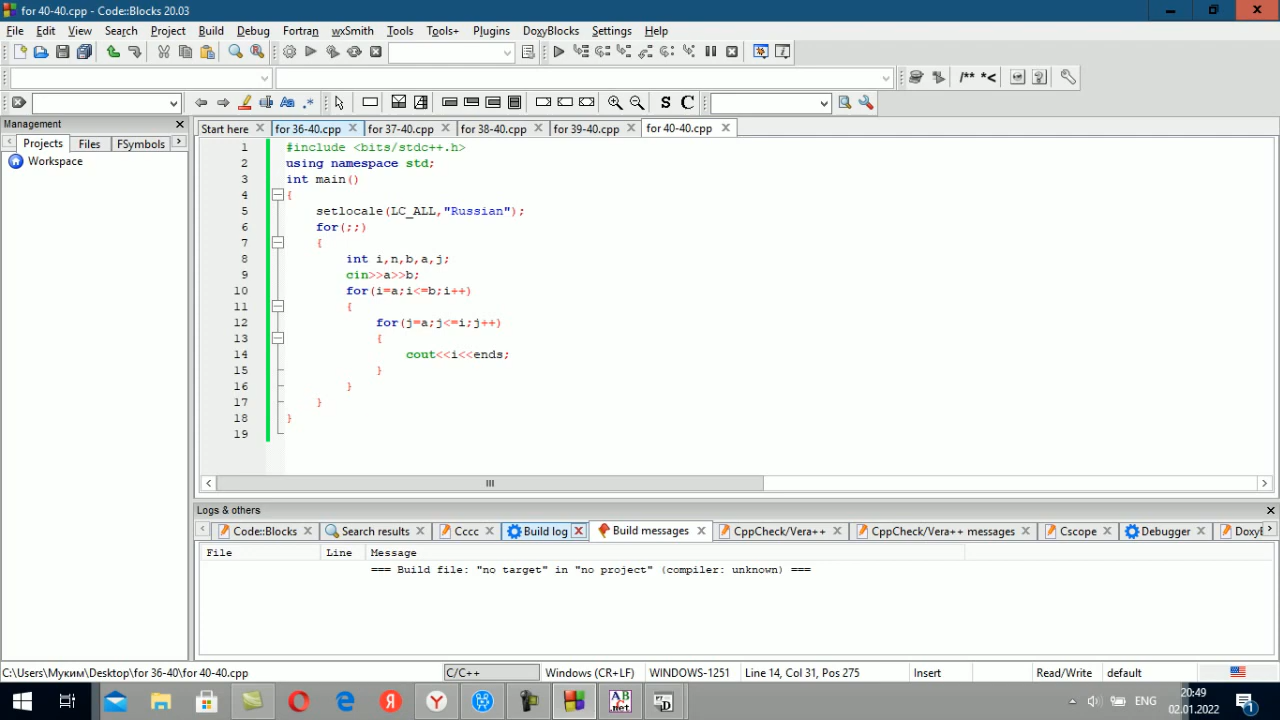 for 40-40.cpp - Code::Blocks 20.03
File Edit View Search Project Build Debug Fortran wxSmith Tools Tools+ Plugins DoxyBlocks Settings Help
/** *<
S C
Management
Projects Files FSymbols
Workspace
Start here for 36-40.cpp for 37-40.cpp for 38-40.cpp for 39-40.cpp for 40-40.cpp
1 #include <bits/stdc++.h>
2 using namespace std;
3 int main()
4 {
5 setlocale(LC_ALL,"Russian");
6 for(;;)
7 {
8 int i,n,b,a,j;
9 cin>>a>>b;
10 for(i=a;i<=b;i++)
11 {
12 for(j=a;j<=i;j++)
13 {
14 cout<<i<<ends;
15 }
16 }
17 }
18 }
19
Logs & others
Code::Blocks Search results Cccc Build log Build messages CppCheck/Vera++ CppCheck/Vera++ messages Cscope Debugger Doxy
File Line Message
=== Build file: "no target" in "no project" (compiler: unknown) ===
C:\Users\Муким\Desktop\for 36-40\for 40-40.cpp C/C++ Windows (CR+LF) WINDOWS-1251 Line 14, Col 31, Pos 275 Insert Read/Write default
ENG 20:49
02.01.2022